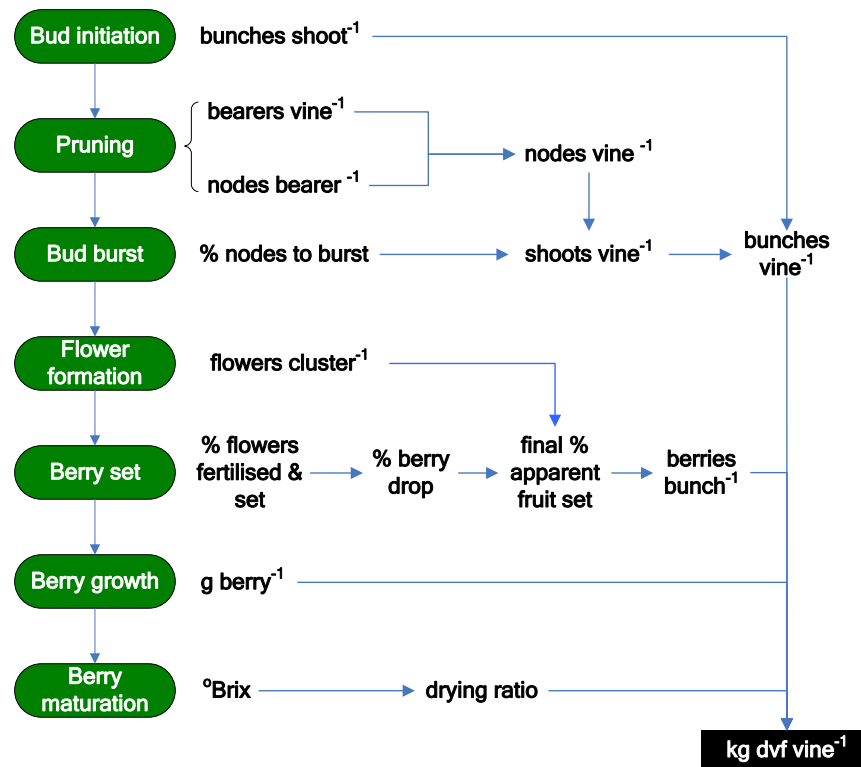 Bud initiation
bunches shoot⁻¹
bearers vine⁻¹
Pruning
nodes vine ⁻¹
nodes bearer ⁻¹
Bud burst
% nodes to burst
shoots vine⁻¹
bunches
vine⁻¹
Flower
formation
flowers cluster⁻¹
Berry set
% flowers
fertilised &
set
% berry
drop
final %
apparent
fruit set
berries
bunch⁻¹
Berry growth
g berry⁻¹
Berry
maturation
ºBrix
drying ratio
kg dvf vine⁻¹